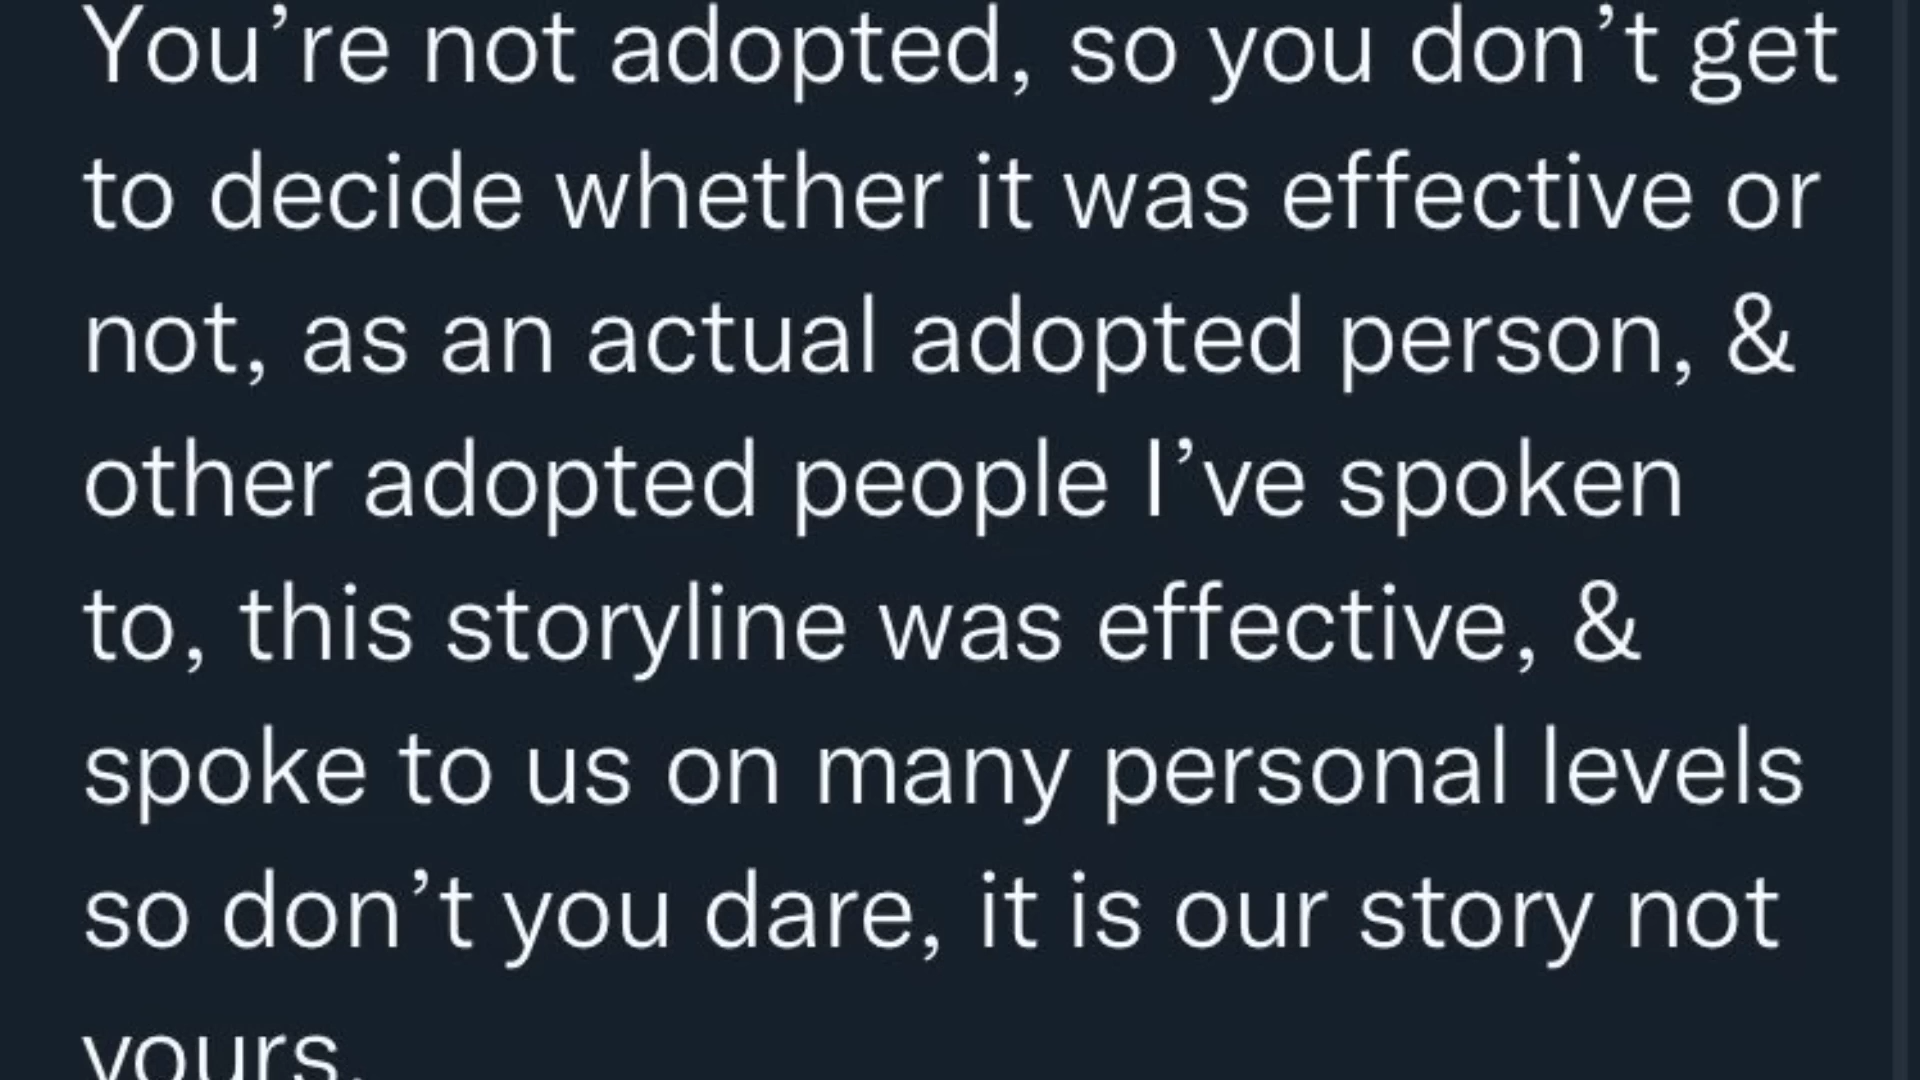 You’re not adopted, so you don’t get
to decide whether it was effective or
not, as an actual adopted person, &
other adopted people I’ve spoken
to, this storyline was effective, &
spoke to us on many personal levels
so don’t you dare, it is our story not
yours.